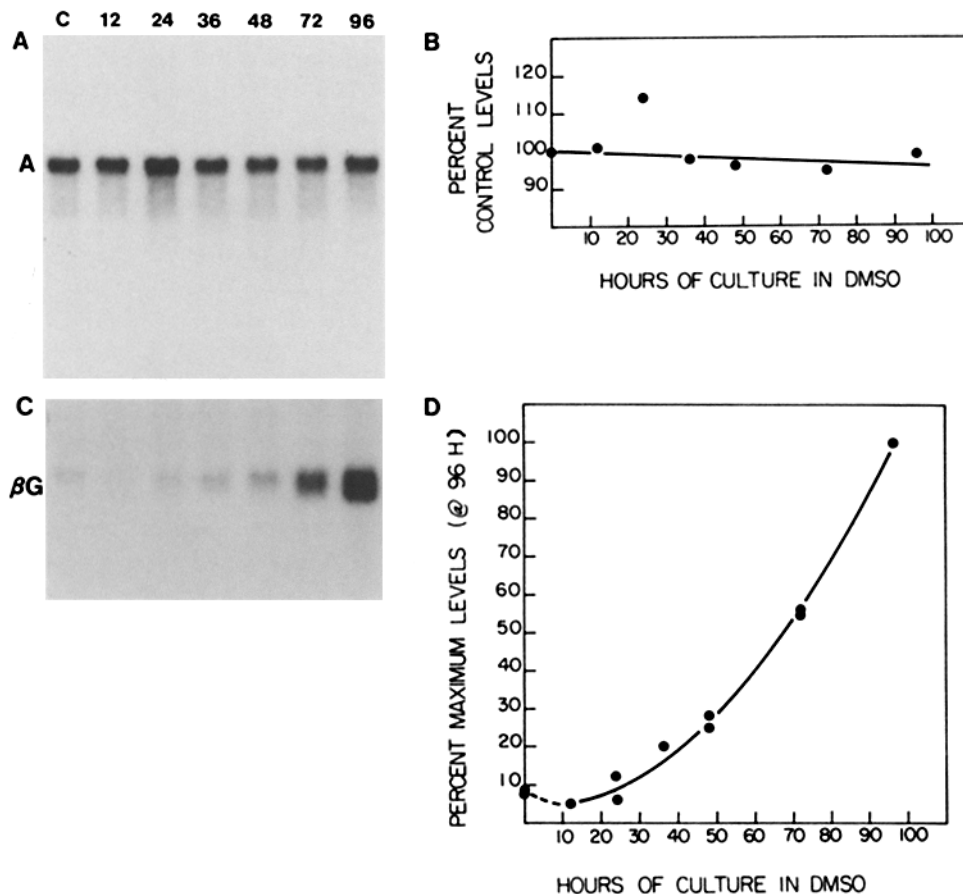 C 12 24 36 48 72 96
A
A
B
PERCENT
CONTROL LEVELS
120
110
100
90
10 20 30 40 50 60 70 80 90 100
HOURS OF CULTURE IN DMSO
C
βG
D
PERCENT MAXIMUM LEVELS (@ 96 H)
100
90
80
70
60
50
40
30
20
10
10 20 30 40 50 60 70 80 90 100
HOURS OF CULTURE IN DMSO